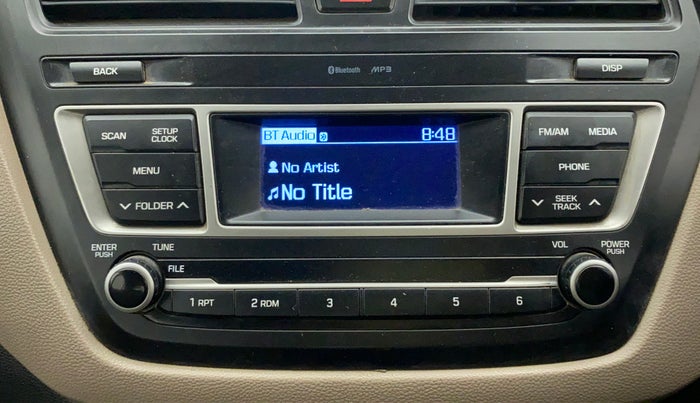 BACK
Bluetooth MP3
DISP
SCAN SETUP CLOCK
MENU
FOLDER
BT Audio 8:48
No Artist
No Title
FM/AM MEDIA
PHONE
SEEK TRACK
ENTER PUSH
TUNE
FILE
VOL
POWER PUSH
1 RPT 2 RDM 3 4 5 6